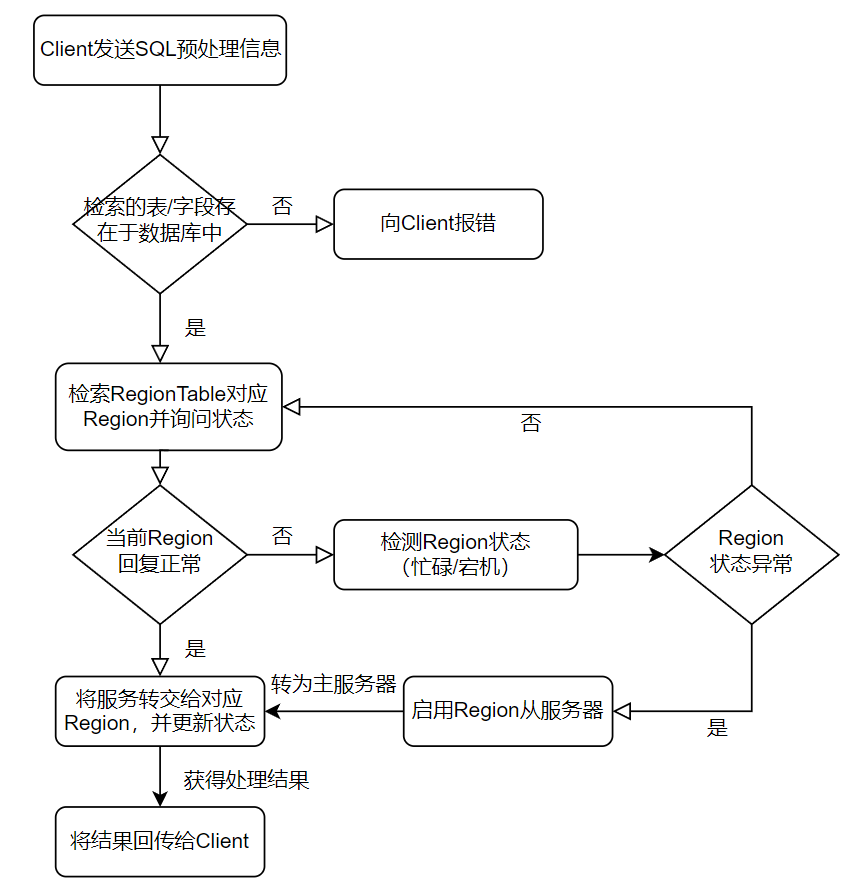 Client发送SQL预处理信息
检索的表/字段存
在于数据库中
否
向Client报错
是
检索RegionTable对应
Region并询问状态
否
当前Region
回复正常
否
检测Region状态
（忙碌/宕机）
Region
状态异常
是
将服务转交给对应
Region，并更新状态
转为主服务器
启用Region从服务器
是
获得处理结果
将结果回传给Client